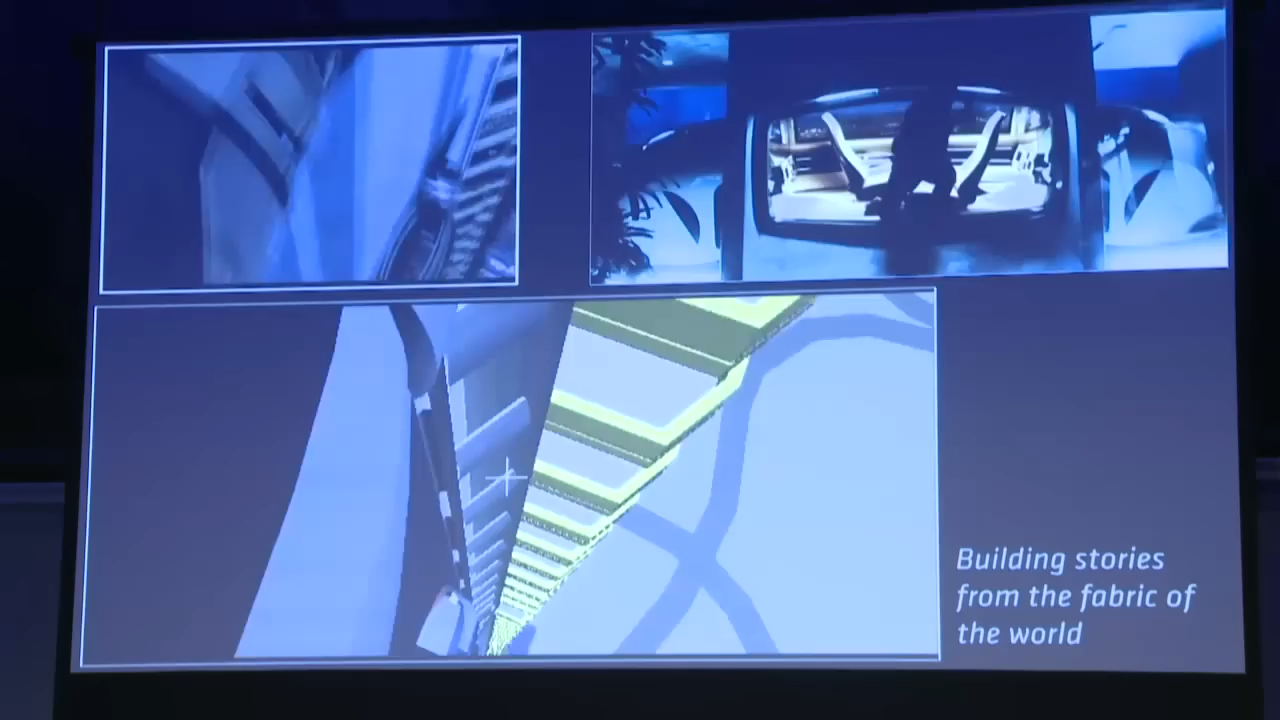 Building stories
from the fabric of
the world